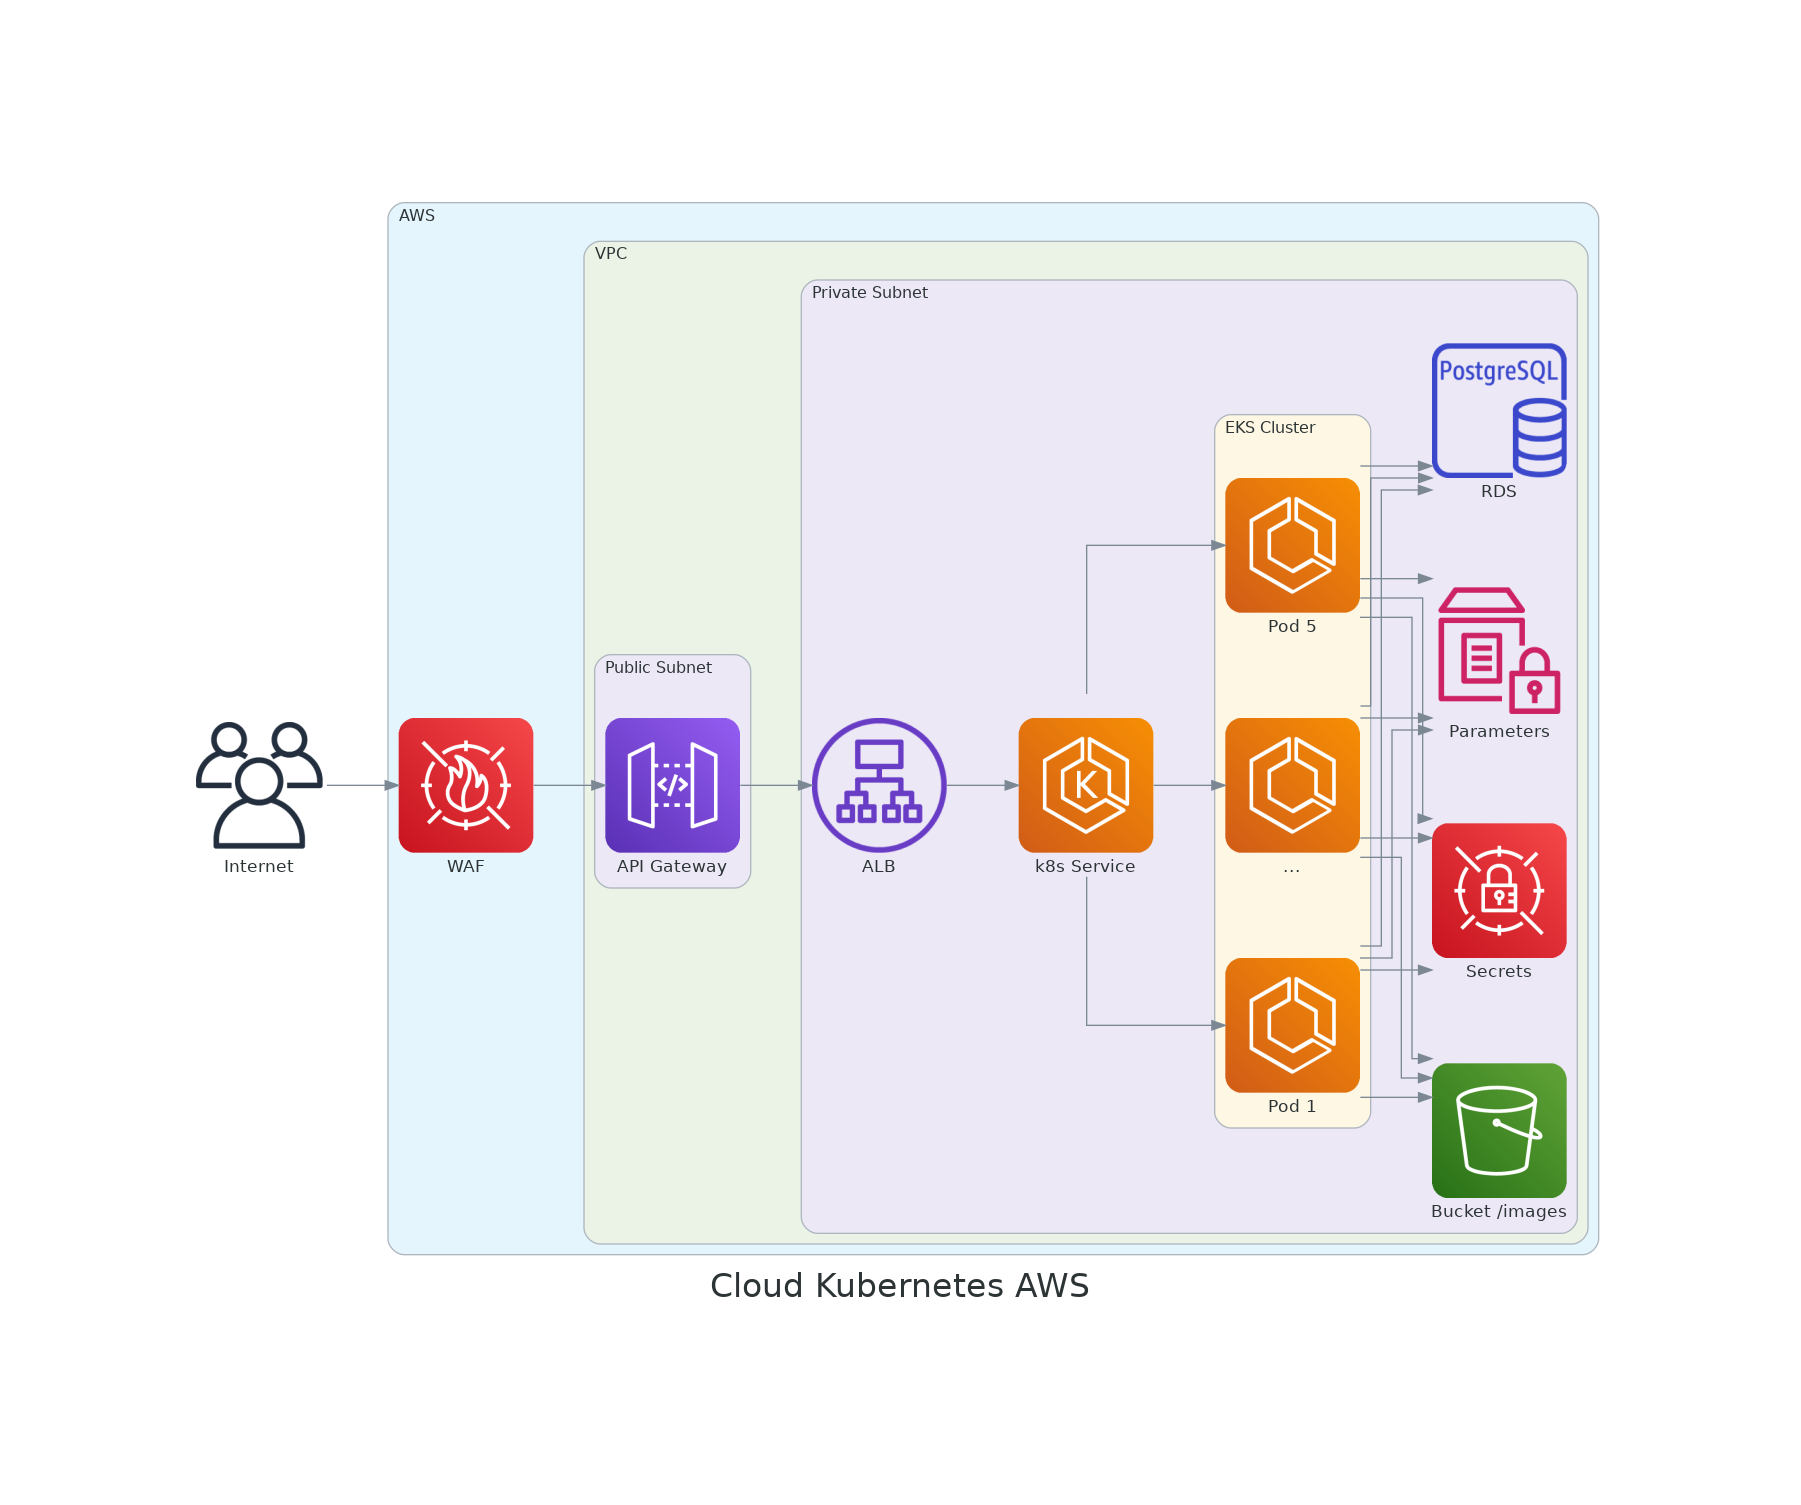 AWS
VPC
Private Subnet
PostgreSQL
EKS Cluster
RDS
Pod 5
Public Subnet
Parameters
</>
K
Internet
WAF
API Gateway
ALB
k8s Service
...
Secrets
Pod 1
Bucket /images
Cloud Kubernetes AWS